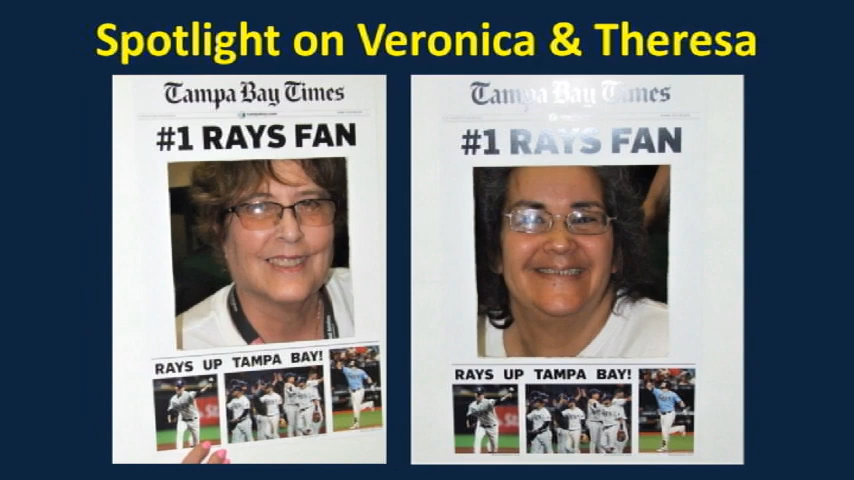 Spotlight on Veronica & Theresa
Tampa Bay Times
#1 RAYS FAN
RAYS UP TAMPA BAY!
Tampa Bay Times
#1 RAYS FAN
RAYS UP TAMPA BAY!